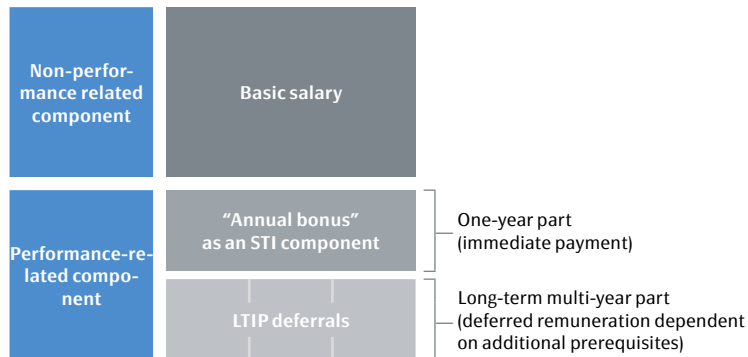 Non-perfor-
mance related
component
Basic salary
Performance-re-
lated compo-
nent
“Annual bonus”
as an STI component
One-year part
(immediate payment)
LTIP deferrals
Long-term multi-year part
(deferred remuneration dependent
on additional prerequisites)